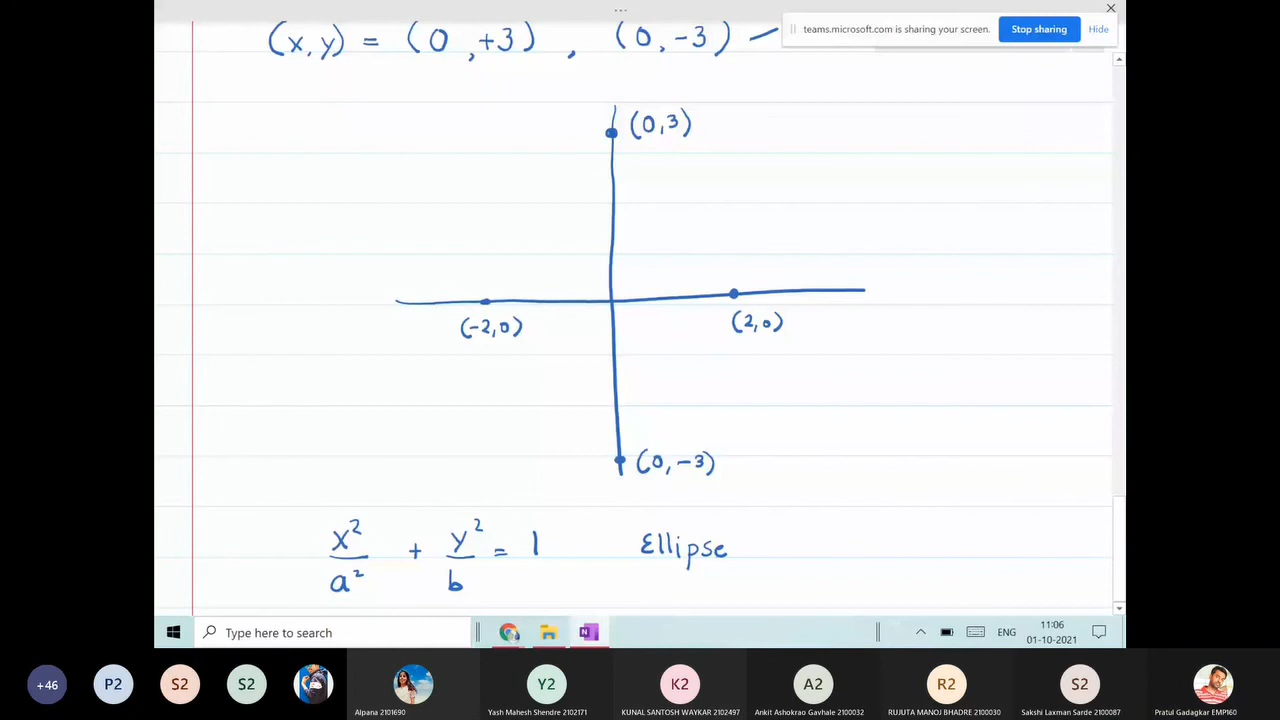 (x,y) = (0,+3), (0,-3)
teams.microsoft.com is sharing your screen. Stop sharing Hide
(0,3)
(-2,0) (2,0)
(0,-3)
x²/a² + y²/b = 1 Ellipse
Type here to search ENG 11:06
01-10-2021
+46 P2 S2 S2 Y2 K2 A2 R2 S2
Alpana 2101690 Yash Mahesh Shendre 2102171 KUNAL SANTOSH WAYKAR 2102497 Ankit Ashokrao Gavhale 2100032 RUJUTA MANOJ BHADRE 2100030 Sakshi Laxman Sarde 2100087 Pratul Gadagkar EMP160